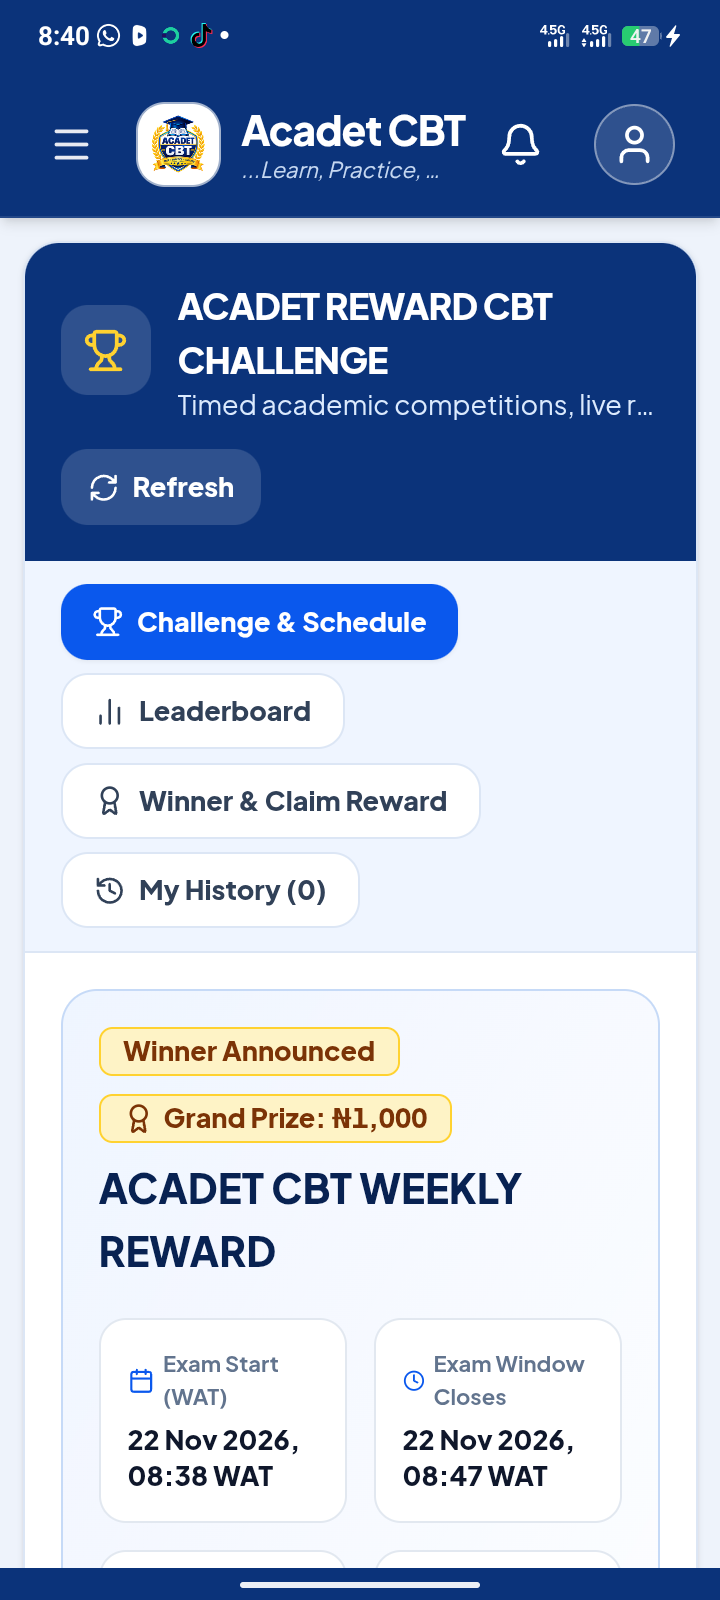 8:40
4.5G 4.5G 47
ACADET CBT
Acadet CBT
...Learn, Practice, ...
ACADET REWARD CBT
CHALLENGE
Timed academic competitions, live r...
Refresh
Challenge & Schedule
Leaderboard
Winner & Claim Reward
My History (0)
Winner Announced
Grand Prize: ₦1,000
ACADET CBT WEEKLY
REWARD
Exam Start
(WAT)
22 Nov 2026,
08:38 WAT
Exam Window
Closes
22 Nov 2026,
08:47 WAT